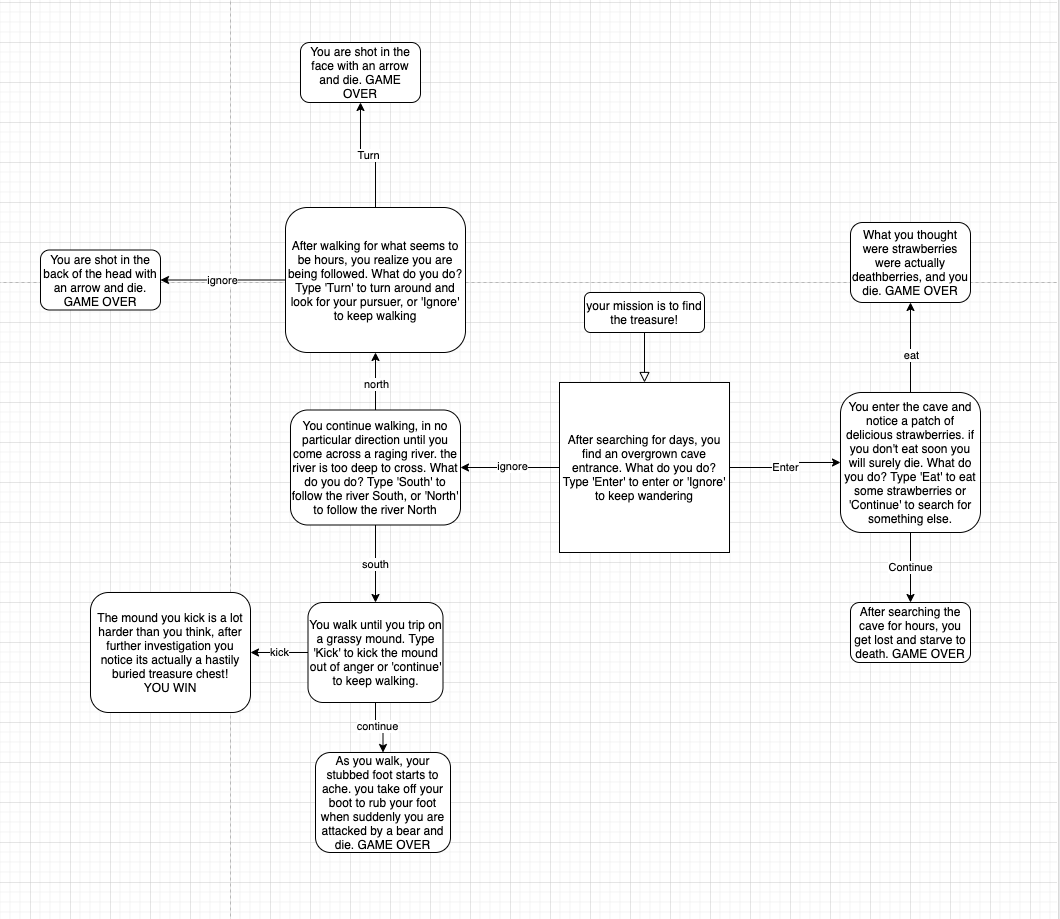 You are shot in the
face with an arrow
and die. GAME
OVER
Turn
After walking for what seems to
be hours, you realize you are
being followed. What do you do?
Type 'Turn' to turn around and
look for your pursuer, or 'Ignore'
to keep walking
ignore
You are shot in the
back of the head with
an arrow and die.
GAME OVER
What you thought
were strawberries
were actually
deathberries, and you
die. GAME OVER
your mission is to find
the treasure!
eat
north
You continue walking, in no
particular direction until you
come across a raging river. the
river is too deep to cross. What
do you do? Type 'South' to
follow the river South, or 'North'
to follow the river North
ignore
After searching for days, you
find an overgrown cave
entrance. What do you do?
Type 'Enter' to enter or 'Ignore'
to keep wandering
Enter
You enter the cave and
notice a patch of
delicious strawberries. if
you don't eat soon you
will surely die. What do
you do? Type 'Eat' to eat
some strawberries or
'Continue' to search for
something else.
south
Continue
The mound you kick is a lot
harder than you think, after
further investigation you
notice its actually a hastily
buried treasure chest!
YOU WIN
kick
You walk until you trip on
a grassy mound. Type
'Kick' to kick the mound
out of anger or 'continue'
to keep walking.
After searching the
cave for hours, you
get lost and starve to
death. GAME OVER
continue
As you walk, your
stubbed foot starts to
ache. you take off your
boot to rub your foot
when suddenly you are
attacked by a bear and
die. GAME OVER